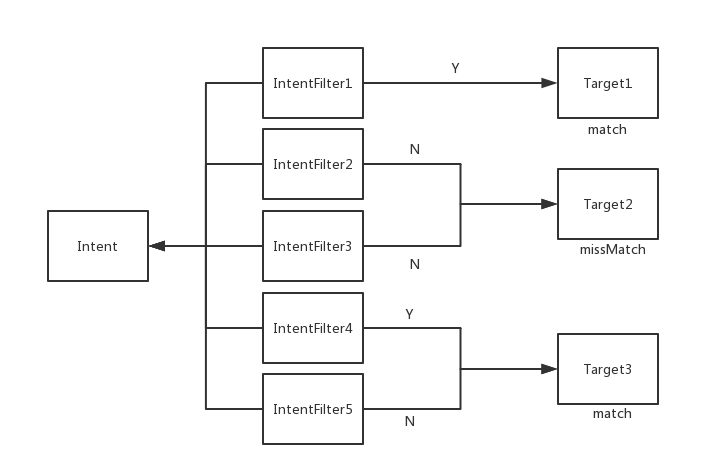 IntentFilter1
Y
Target1
match
IntentFilter2
N
Target2
missMatch
Intent
IntentFilter3
N
IntentFilter4
Y
Target3
match
IntentFilter5
N